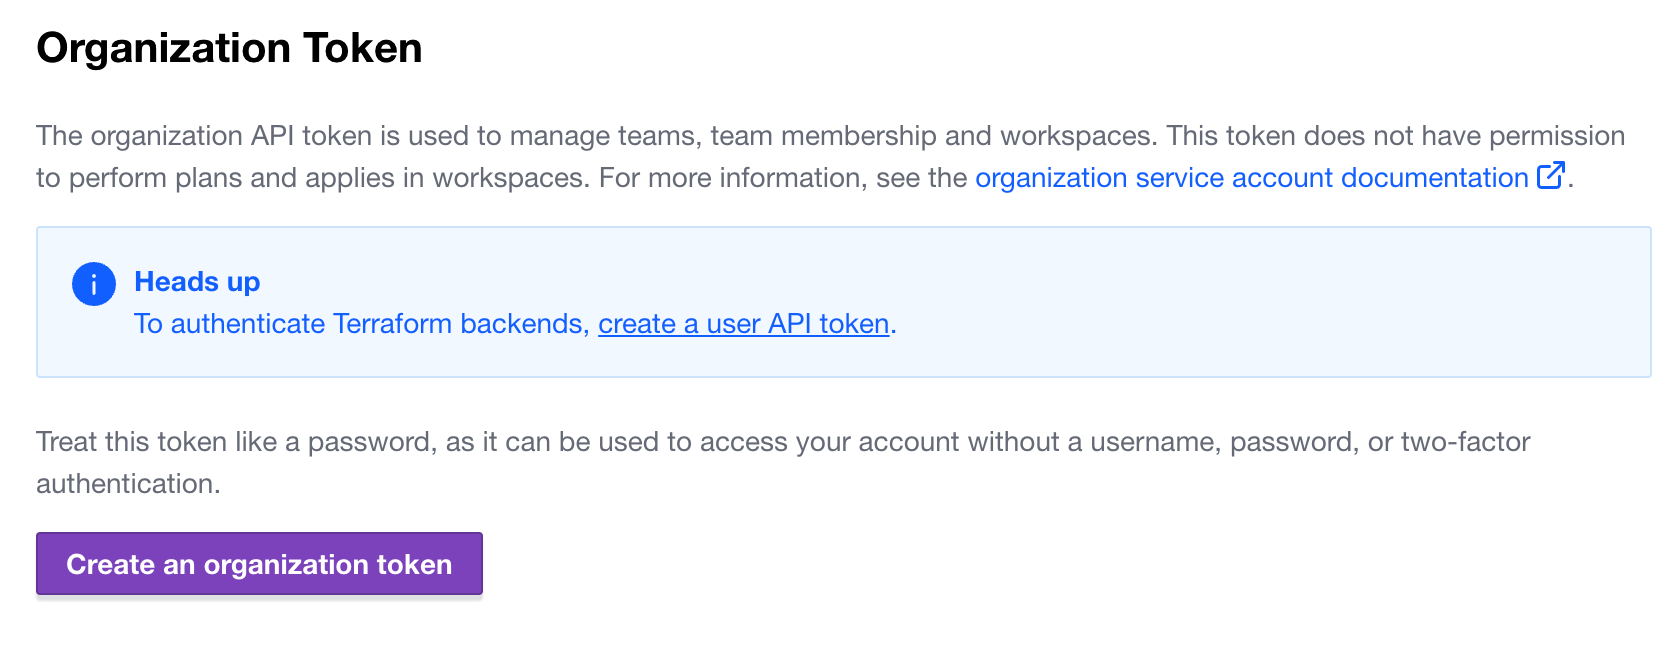 Organization Token
The organization API token is used to manage teams, team membership and workspaces. This token does not have permission
to perform plans and applies in workspaces. For more information, see the organization service account documentation.
Heads up
To authenticate Terraform backends, create a user API token.
Treat this token like a password, as it can be used to access your account without a username, password, or two-factor
authentication.
Create an organization token